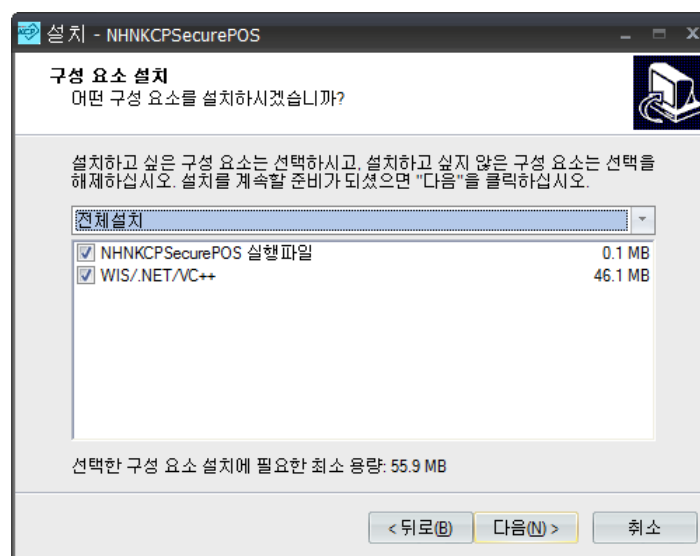 설치 - NHNKCPSecurePOS
구성 요소 설치
어떤 구성 요소를 설치하시겠습니까?
설치하고 싶은 구성 요소는 선택하시고, 설치하고 싶지 않은 구성 요소는 선택을
해제하십시오. 설치를 계속할 준비가 되셨으면 "다음"을 클릭하십시오.
전체설치
NHNKCPSecurePOS 실행파일 0.1 MB
WIS/.NET/VC++ 46.1 MB
선택한 구성 요소 설치에 필요한 최소 용량: 55.9 MB
< 뒤로(B) 다음(N) > 취소